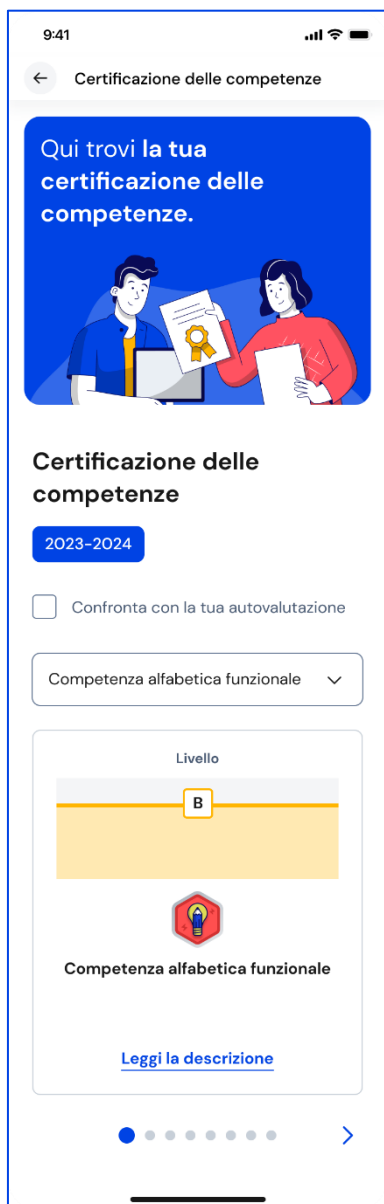 9:41
Certificazione delle competenze
Qui trovi la tua
certificazione delle
competenze.
Certificazione delle
competenze
2023-2024
Confronta con la tua autovalutazione
Competenza alfabetica funzionale
Livello
B
Competenza alfabetica funzionale
Leggi la descrizione